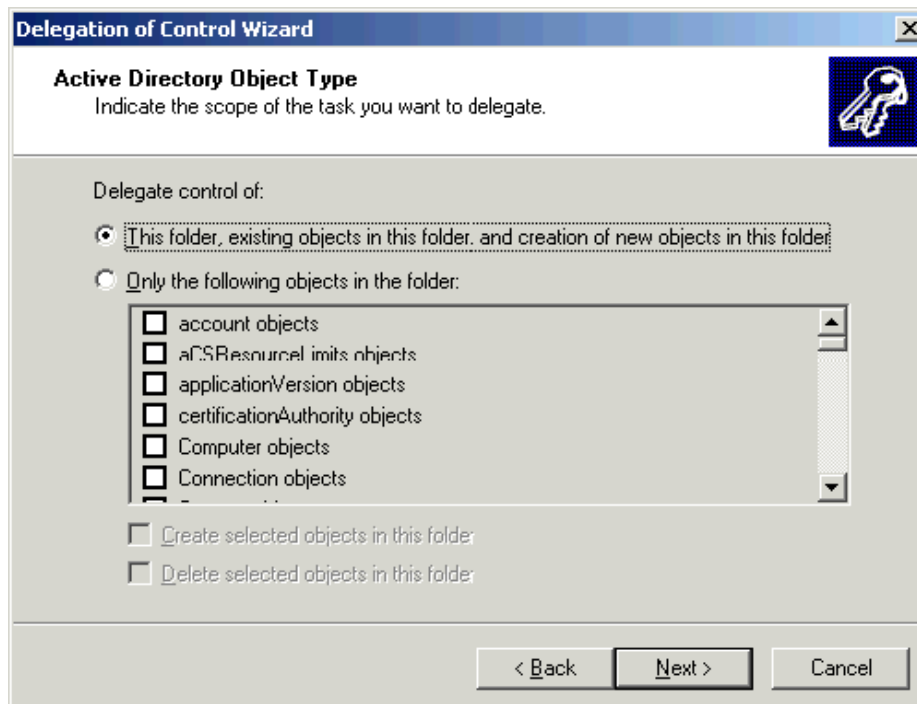 Delegation of Control Wizard
Active Directory Object Type
Indicate the scope of the task you want to delegate.
Delegate control of:
This folder, existing objects in this folder, and creation of new objects in this folder
Only the following objects in the folder:
account objects
aCSResourceLimits objects
applicationVersion objects
certificationAuthority objects
Computer objects
Connection objects
Create selected objects in this folder
Delete selected objects in this folder
< Back Next > Cancel